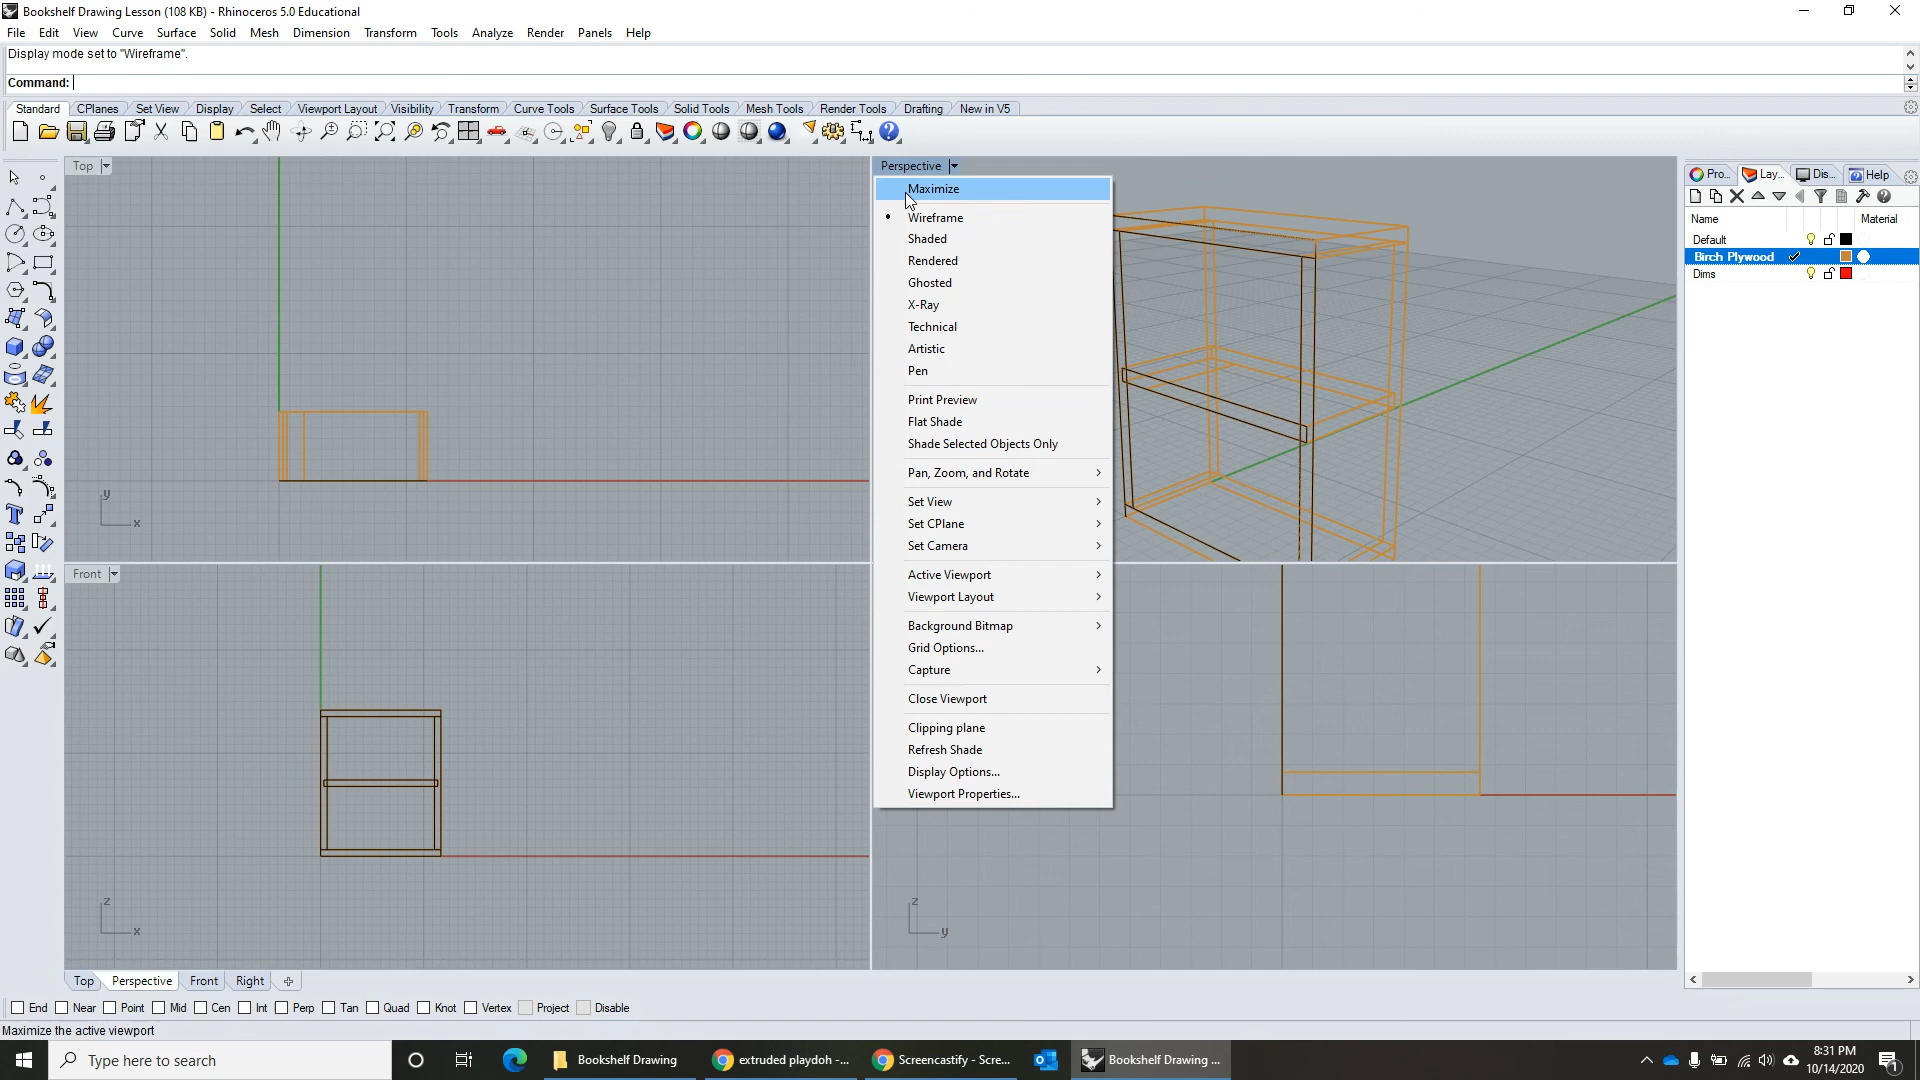 Bookshelf Drawing Lesson (108 KB) - Rhinoceros 5.0 Educational
File Edit View Curve Surface Solid Mesh Dimension Transform Tools Analyze Render Panels Help
Display mode set to "Wireframe".
Command:
Standard CPlanes Set View Display Select Viewport Layout Visibility Transform Curve Tools Surface Tools Solid Tools Mesh Tools Render Tools Drafting New in V5
Top
Perspective
Maximize
Wireframe
Shaded
Rendered
Ghosted
X-Ray
Technical
Artistic
Pen
Print Preview
Flat Shade
Shade Selected Objects Only
Pan, Zoom, and Rotate
Set View
Set CPlane
Set Camera
Active Viewport
Viewport Layout
Background Bitmap
Grid Options...
Capture
Close Viewport
Clipping plane
Refresh Shade
Display Options...
Viewport Properties...
Pro... Lay... Dis... Help
Name Material
Default
Birch Plywood
Dims
y
x
Front
z
x
z
y
Top Perspective Front Right
End Near Point Mid Cen Int Perp Tan Quad Knot Vertex Project Disable
Maximize the active viewport
Type here to search
Bookshelf Drawing
extruded playdoh -...
Screencastify - Scre...
Bookshelf Drawing ...
8:31 PM
10/14/2020
1